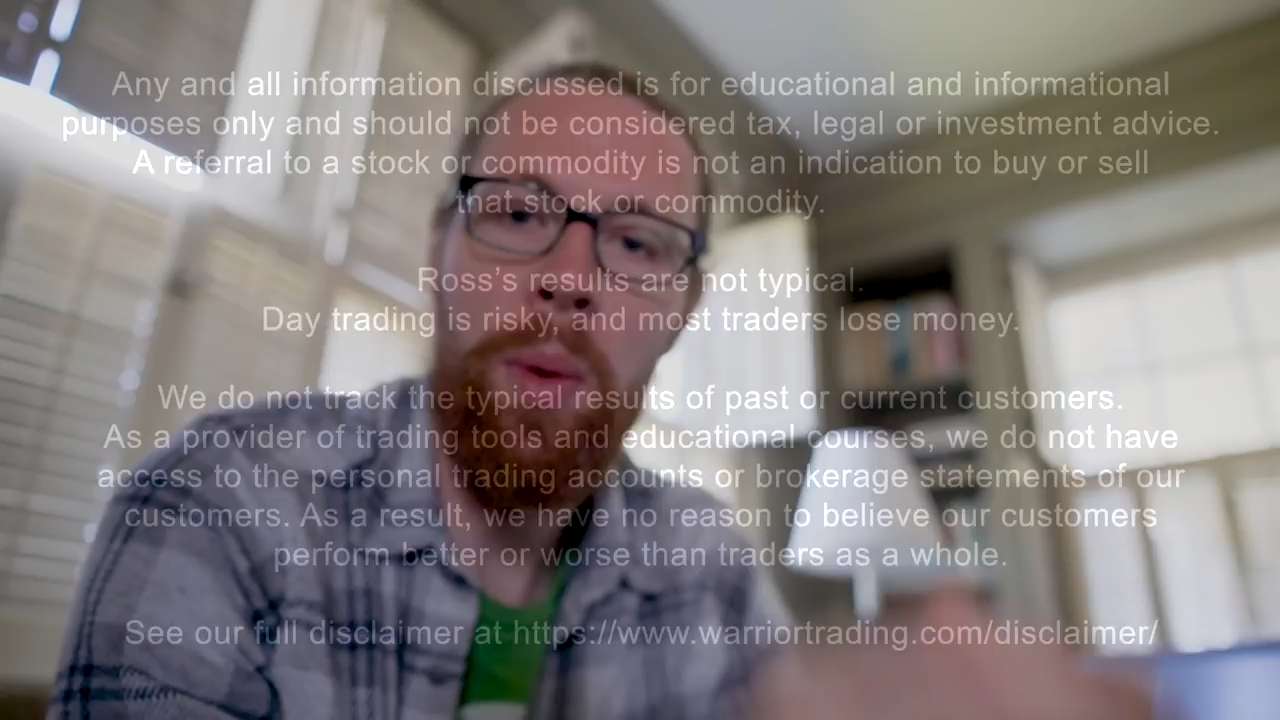 Any and all information discussed is for educational and informational
purposes only and should not be considered tax, legal or investment advice.
A referral to a stock or commodity is not an indication to buy or sell
that stock or commodity.
Ross’s results are not typical.
Day trading is risky, and most traders lose money.
We do not track the typical results of past or current customers.
As a provider of trading tools and educational courses, we do not have
access to the personal trading accounts or brokerage statements of our
customers. As a result, we have no reason to believe our customers
perform better or worse than traders as a whole.
See our full disclaimer at https://www.warriortrading.com/disclaimer/